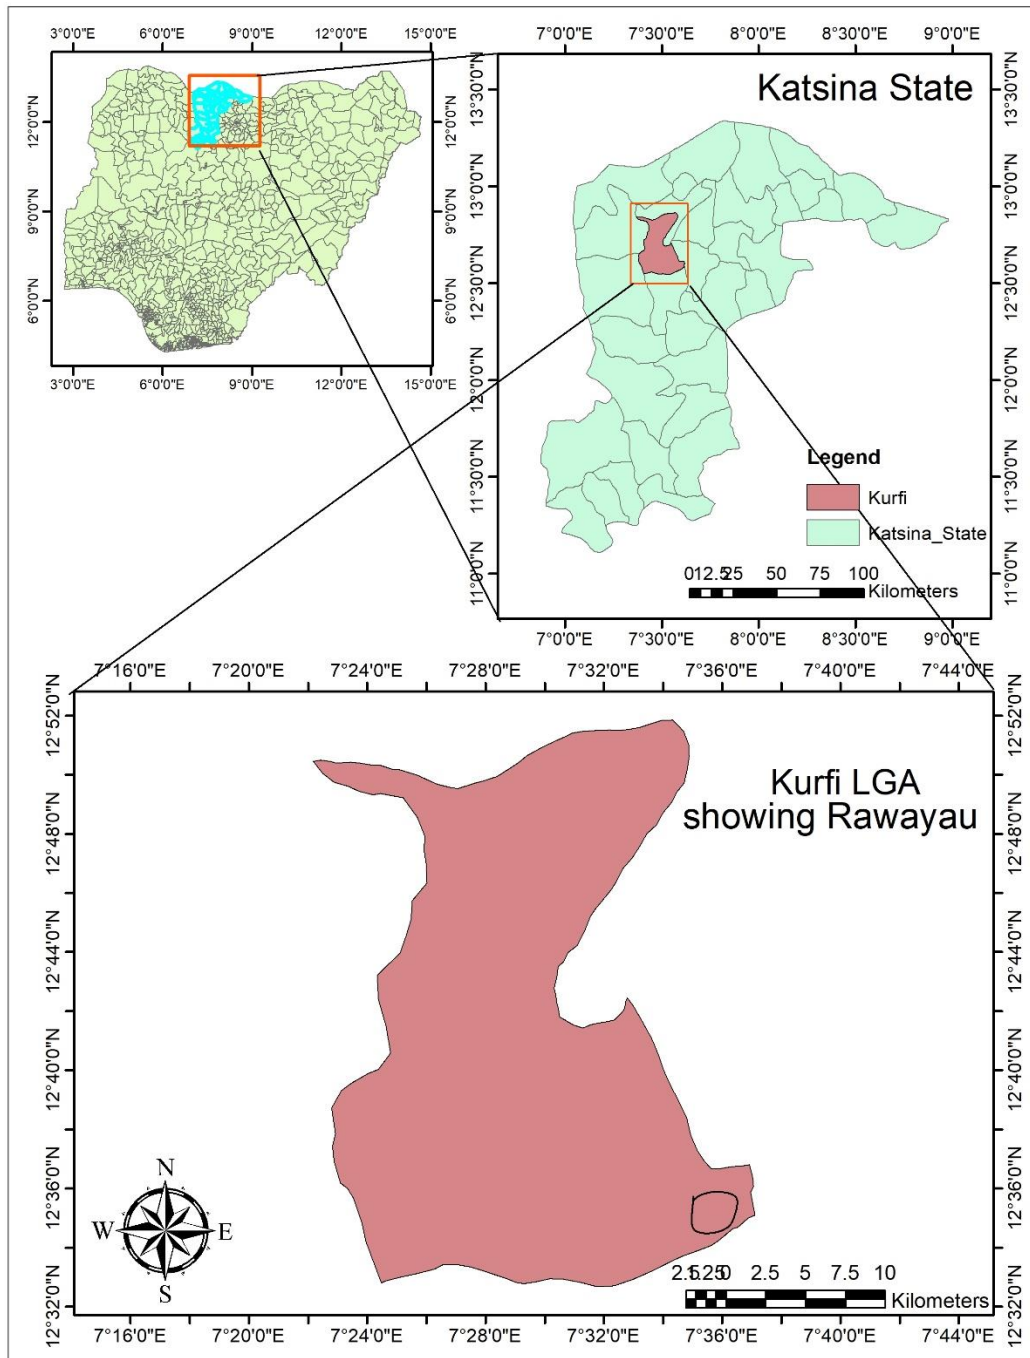 3°0'0"E 6°0'0"E 9°0'0"E 12°0'0"E 15°0'0"E
12°0'0"N
9°0'0"N
6°0'0"N
12°0'0"N
9°0'0"N
6°0'0"N
3°0'0"E 6°0'0"E 9°0'0"E 12°0'0"E 15°0'0"E
7°0'0"E 7°30'0"E 8°0'0"E 8°30'0"E 9°0'0"E
Katsina State
13°30'0"N
13°0'0"N
12°30'0"N
12°0'0"N
11°30'0"N
11°0'0"N
13°30'0"N
13°0'0"N
12°30'0"N
12°0'0"N
11°30'0"N
11°0'0"N
Legend
Kurfi
Katsina_State
0 12.5 25 50 75 100
Kilometers
7°0'0"E 7°30'0"E 8°0'0"E 8°30'0"E 9°0'0"E
7°16'0"E 7°20'0"E 7°24'0"E 7°28'0"E 7°32'0"E 7°36'0"E 7°40'0"E 7°44'0"E
Kurfi LGA
showing Rawayau
12°52'0"N
12°48'0"N
12°44'0"N
12°40'0"N
12°36'0"N
12°32'0"N
12°52'0"N
12°48'0"N
12°44'0"N
12°40'0"N
12°36'0"N
12°32'0"N
N
W E
S
2.5 1.25 0 2.5 5 7.5 10
Kilometers
7°16'0"E 7°20'0"E 7°24'0"E 7°28'0"E 7°32'0"E 7°36'0"E 7°40'0"E 7°44'0"E